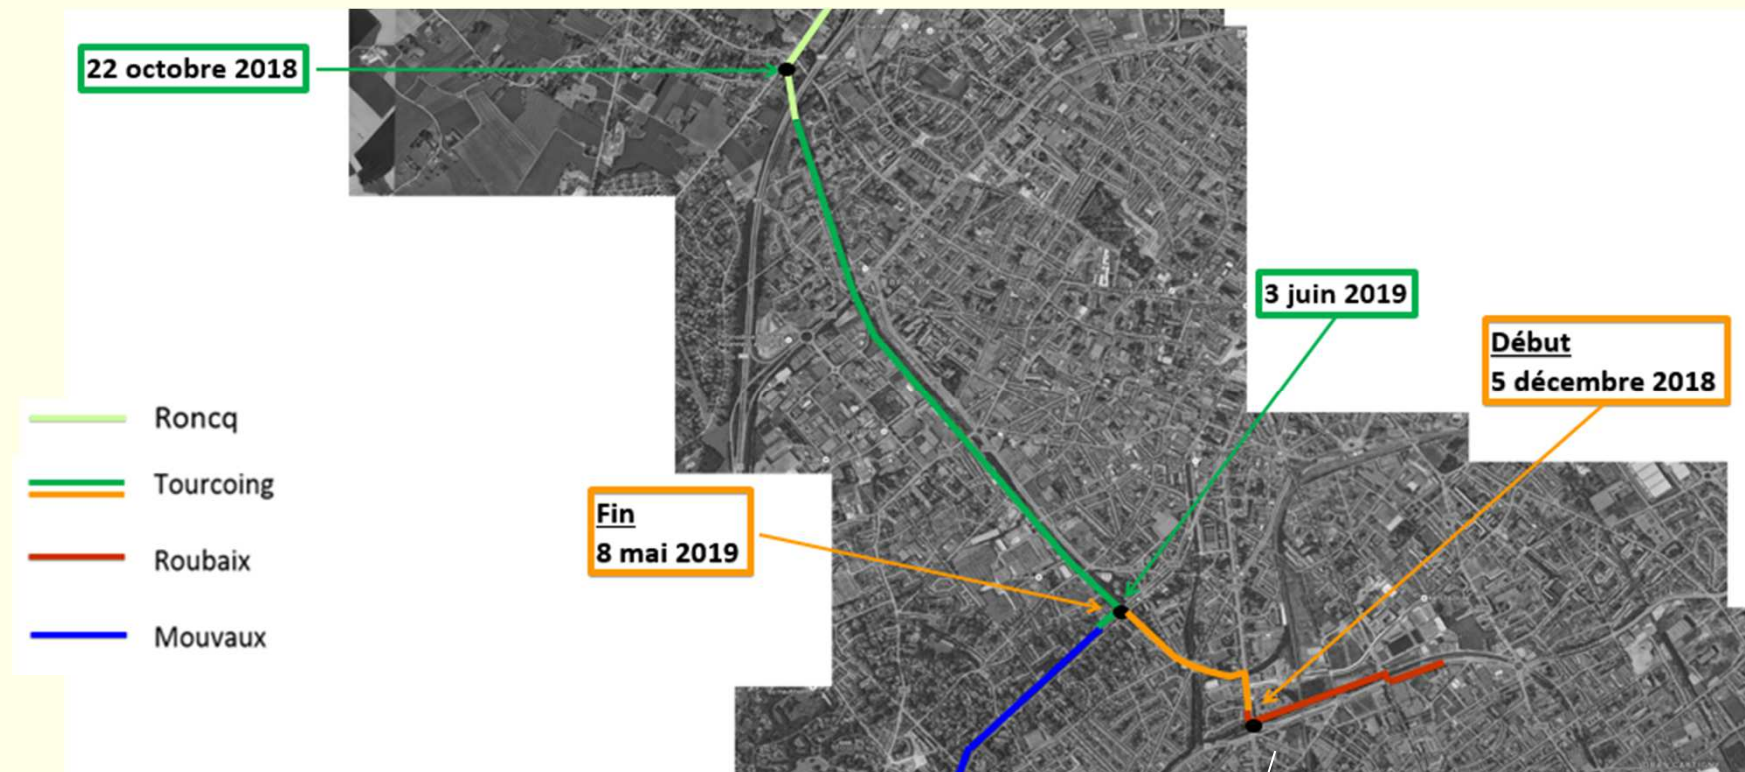 22 octobre 2018
3 juin 2019
Début
5 décembre 2018
Roncq
Tourcoing
Fin
8 mai 2019
Roubaix
Mouvaux